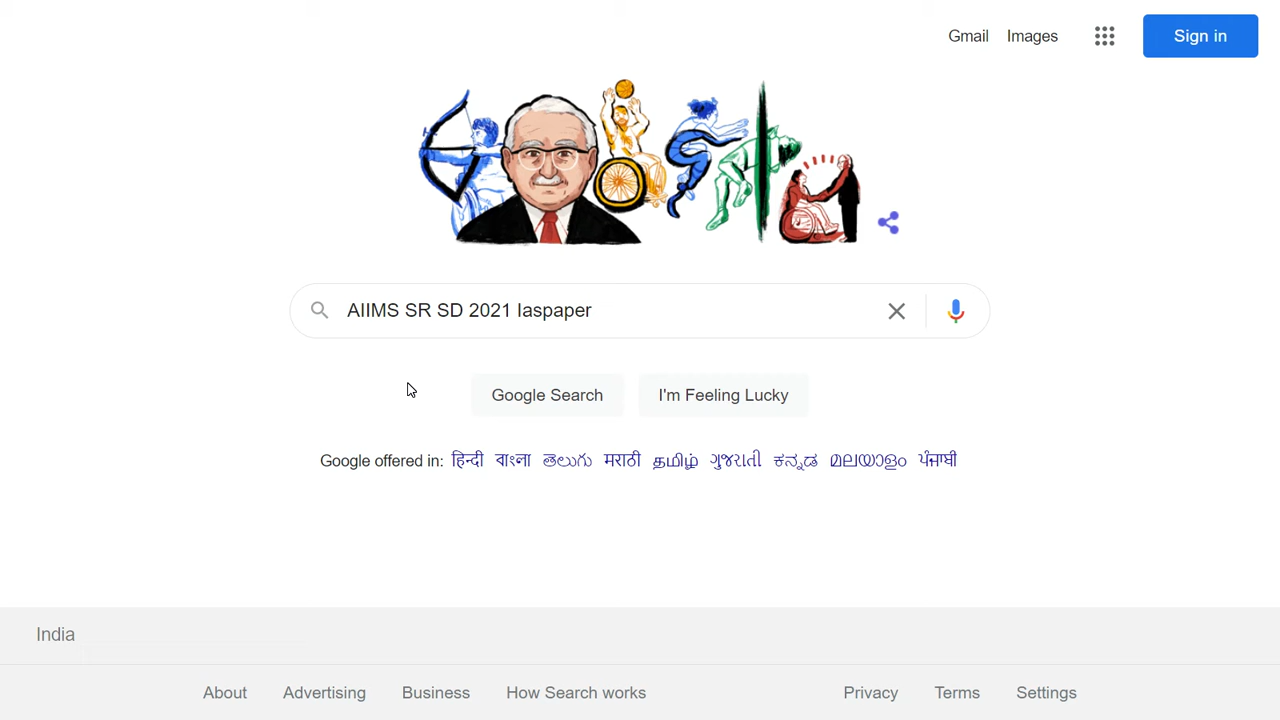 Gmail Images Sign in
AIIMS SR SD 2021 laspaper
Google Search I'm Feeling Lucky
Google offered in: हिन्दी বাংলা తెలుగు मराठी தமிழ் ગુજરાતી ಕನ್ನಡ മലയാളം ਪੰਜਾਬੀ
India
About Advertising Business How Search works Privacy Terms Settings